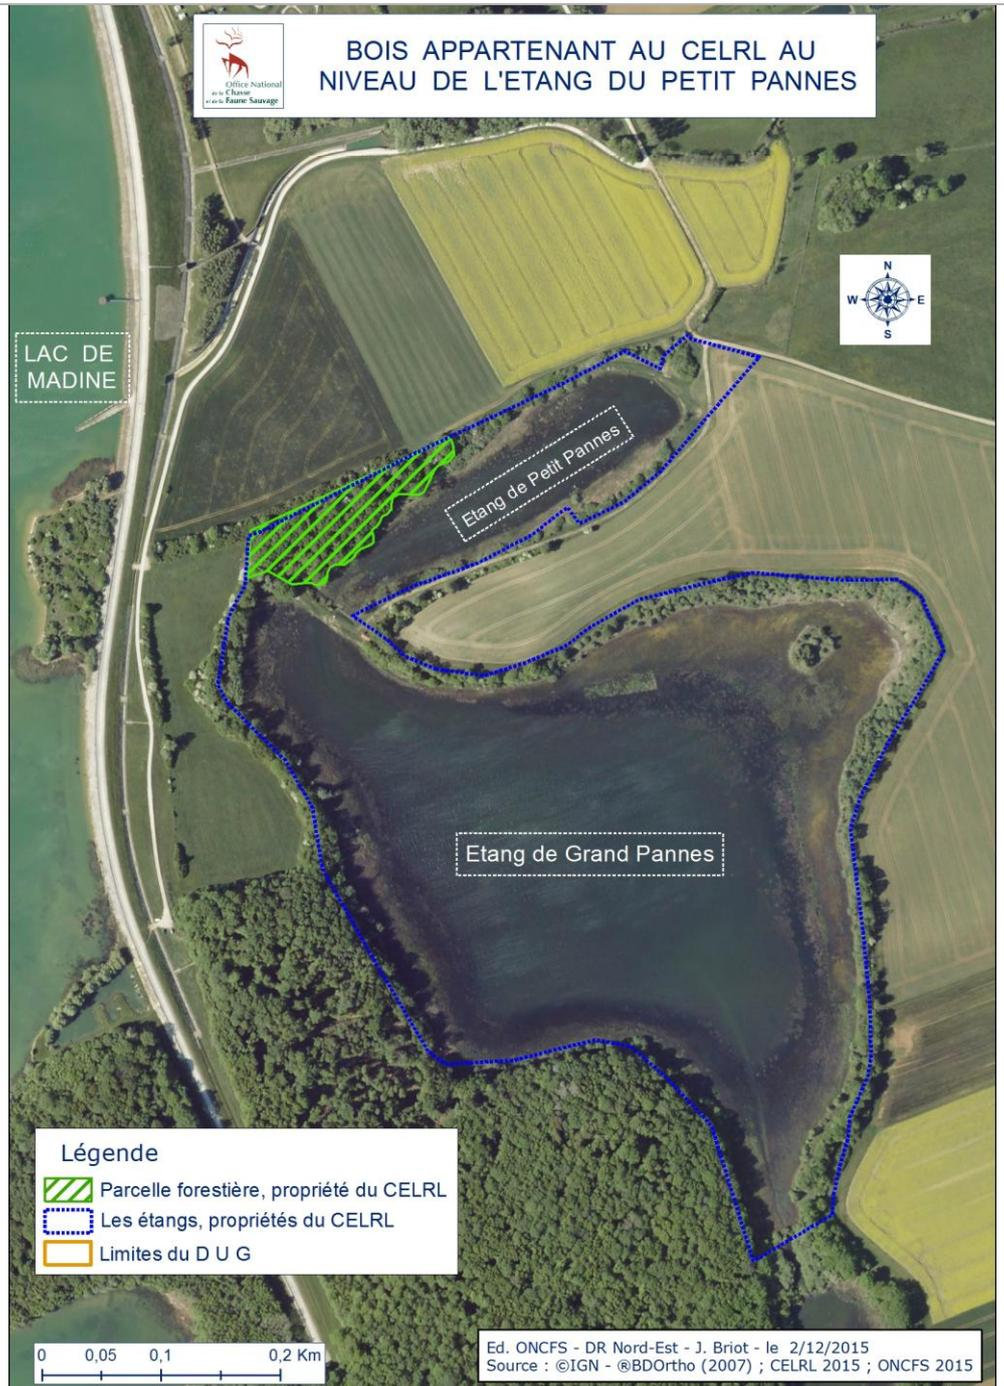 Office National
de la Chasse
et de la Faune Sauvage
BOIS APPARTENANT AU CELRL AU
NIVEAU DE L'ETANG DU PETIT PANNES
N
W E
S
LAC DE
MADINE
Etang de Petit Pannes
Etang de Grand Pannes
Légende
Parcelle forestière, propriété du CELRL
Les étangs, propriétés du CELRL
Limites du D U G
0 0,05 0,1 0,2 Km
Ed. ONCFS - DR Nord-Est - J. Briot - le 2/12/2015
Source : ©IGN - ®BDOrtho (2007) ; CELRL 2015 ; ONCFS 2015